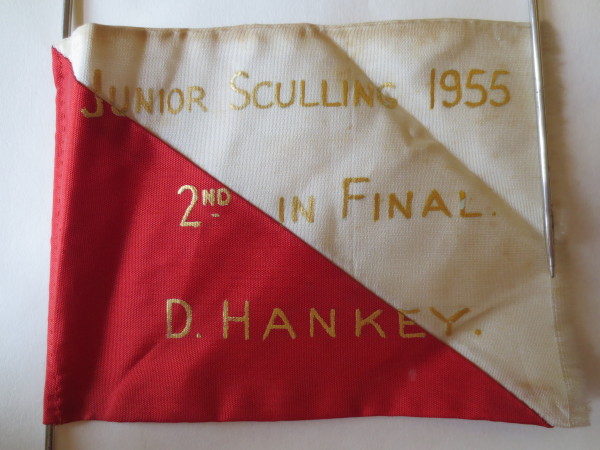 JUNIOR SCULLING 1955
2ND IN FINAL.
D. HANKEY.